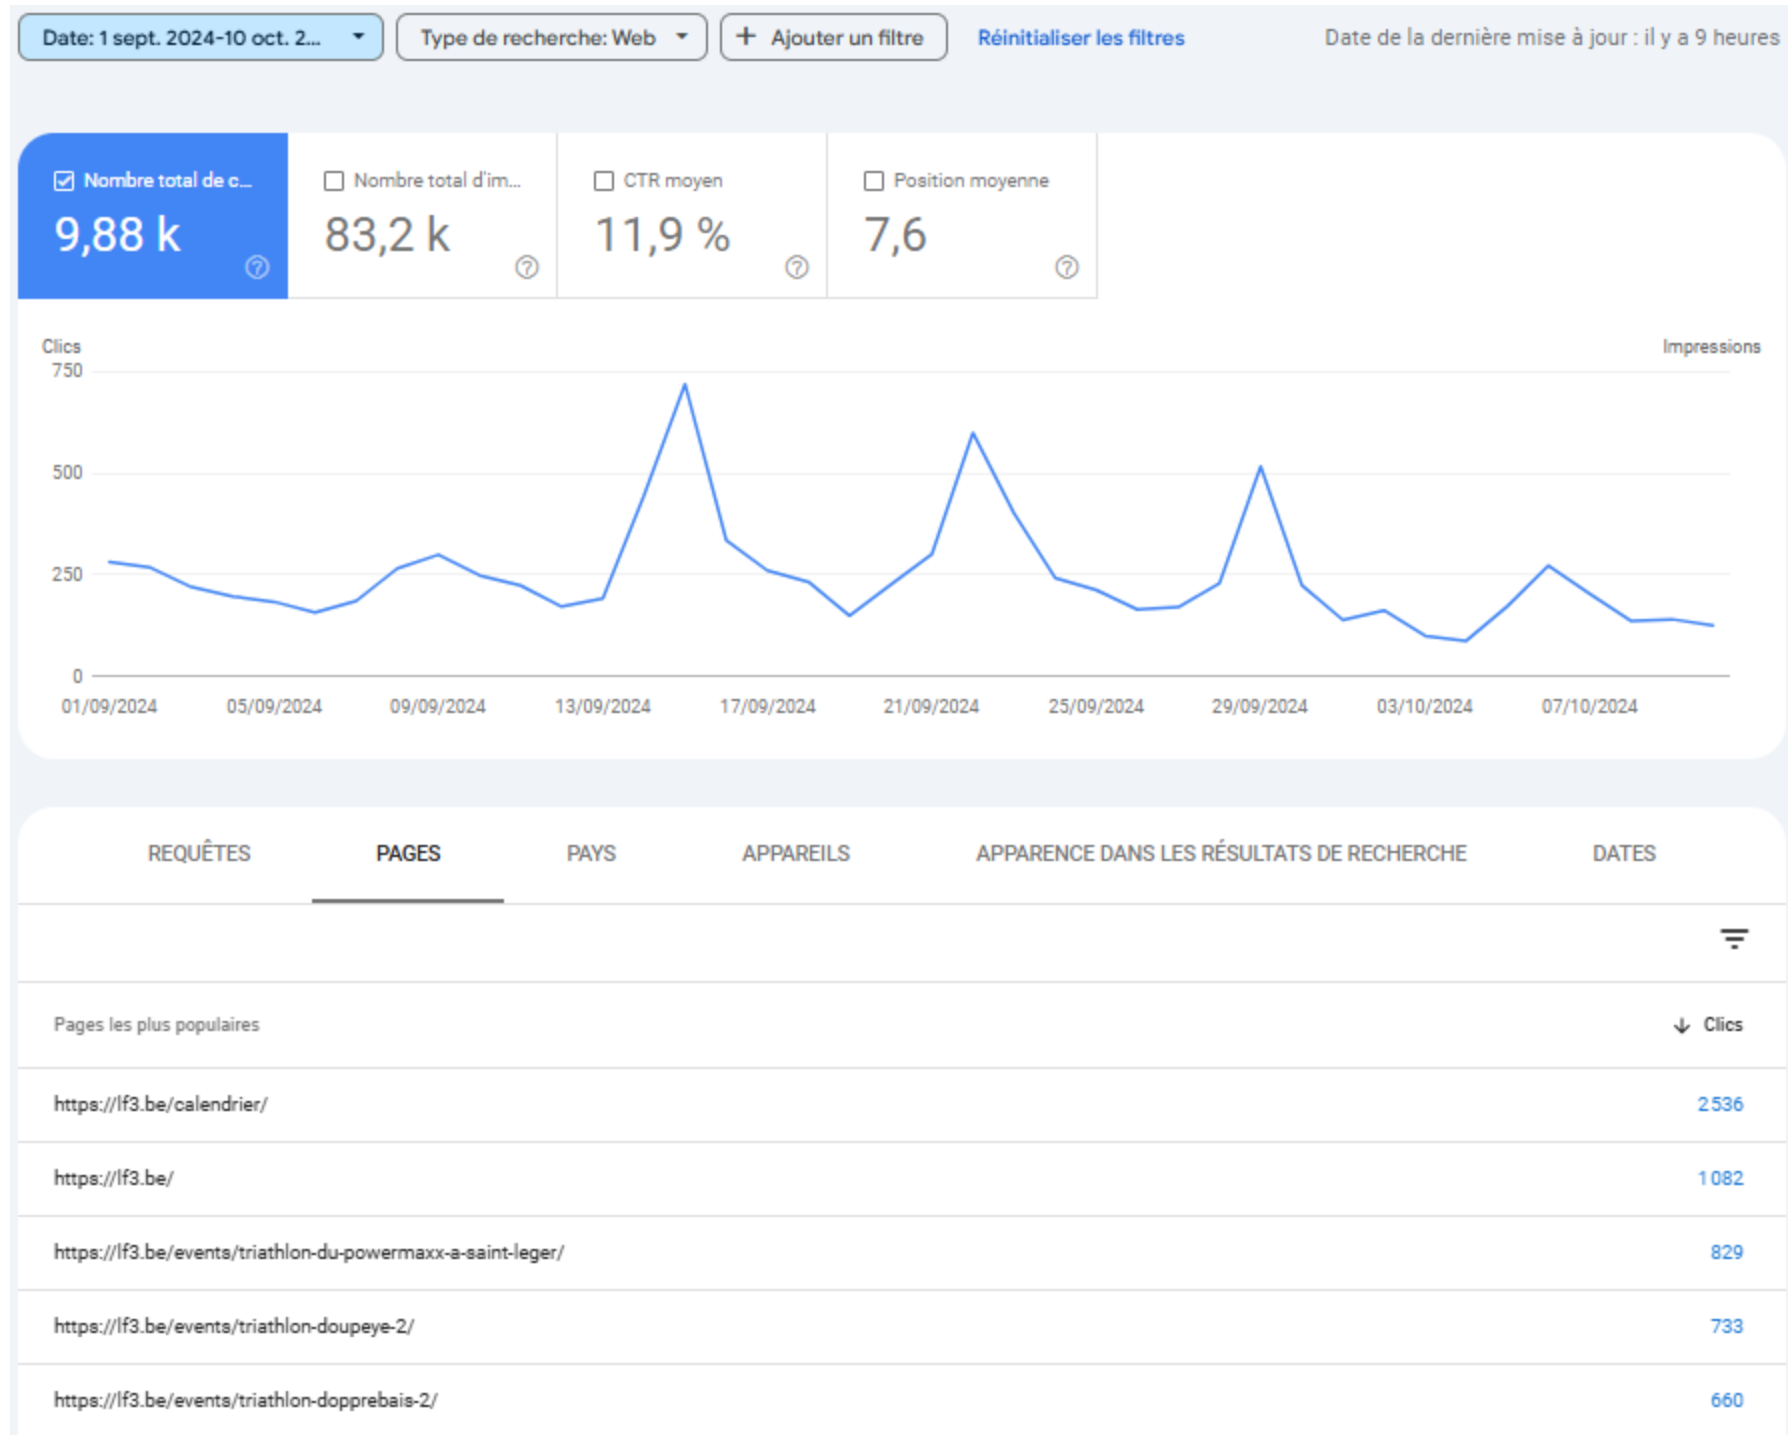 Date: 1 sept. 2024-10 oct. 2... Type de recherche: Web + Ajouter un filtre Réinitialiser les filtres Date de la dernière mise à jour : il y a 9 heures
Nombre total de c... Nombre total d'im... CTR moyen Position moyenne
9,88 k 83,2 k 11,9 % 7,6
Clics Impressions
750
500
250
0
01/09/2024 05/09/2024 09/09/2024 13/09/2024 17/09/2024 21/09/2024 25/09/2024 29/09/2024 03/10/2024 07/10/2024
REQUÊTES PAGES PAYS APPAREILS APPARENCE DANS LES RÉSULTATS DE RECHERCHE DATES
Pages les plus populaires Clics
https://lf3.be/calendrier/ 2 536
https://lf3.be/ 1 082
https://lf3.be/events/triathlon-du-powermaxx-a-saint-leger/ 829
https://lf3.be/events/triathlon-doupeye-2/ 733
https://lf3.be/events/triathlon-dopprebais-2/ 660